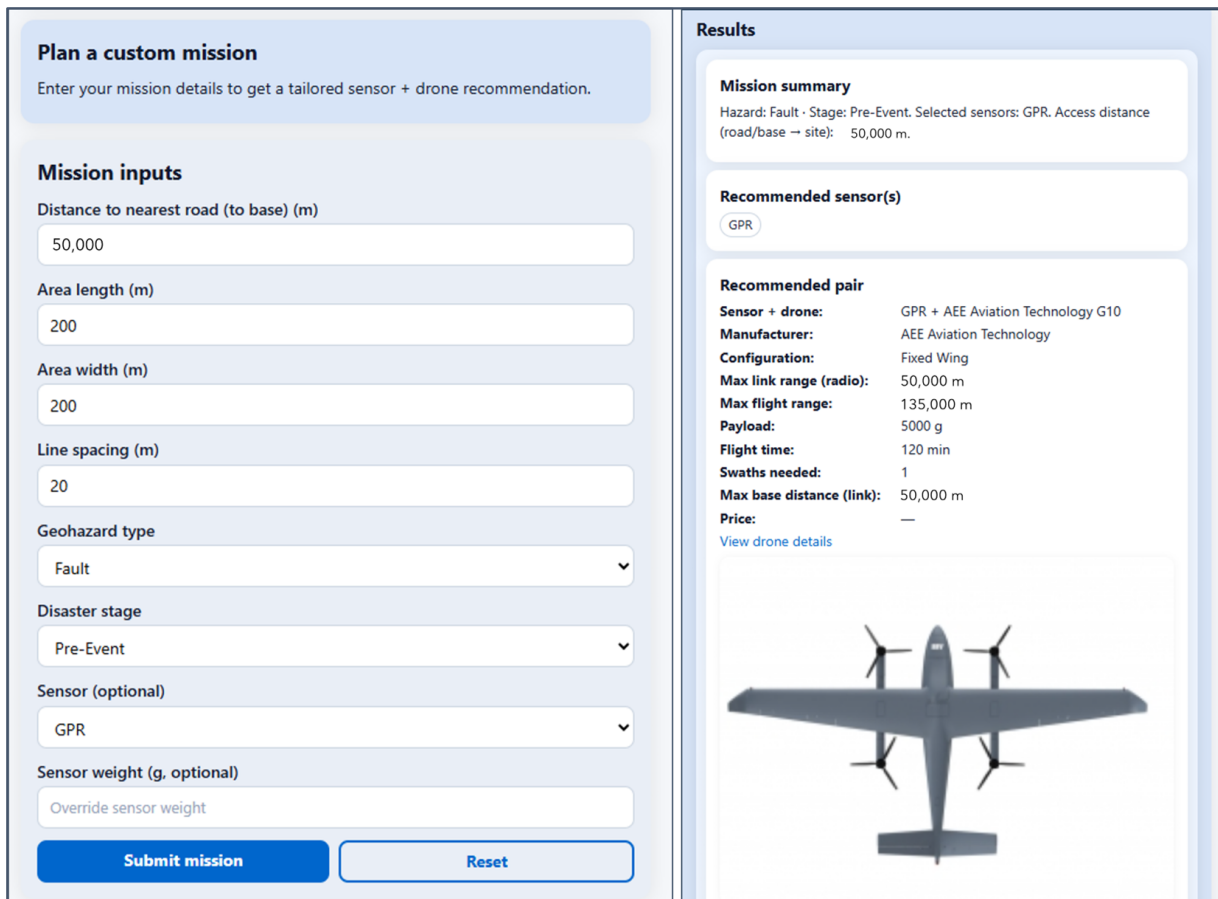 Plan a custom mission
Enter your mission details to get a tailored sensor + drone recommendation.
Mission inputs
Distance to nearest road (to base) (m)
50,000
Area length (m)
200
Area width (m)
200
Line spacing (m)
20
Geohazard type
Fault
Disaster stage
Pre-Event
Sensor (optional)
GPR
Sensor weight (g, optional)
Override sensor weight
Submit mission
Reset
Results
Mission summary
Hazard: Fault · Stage: Pre-Event. Selected sensors: GPR. Access distance
(road/base → site): 50,000 m.
Recommended sensor(s)
GPR
Recommended pair
Sensor + drone: GPR + AEE Aviation Technology G10
Manufacturer: AEE Aviation Technology
Configuration: Fixed Wing
Max link range (radio): 50,000 m
Max flight range: 135,000 m
Payload: 5000 g
Flight time: 120 min
Swaths needed: 1
Max base distance (link): 50,000 m
Price: —
View drone details